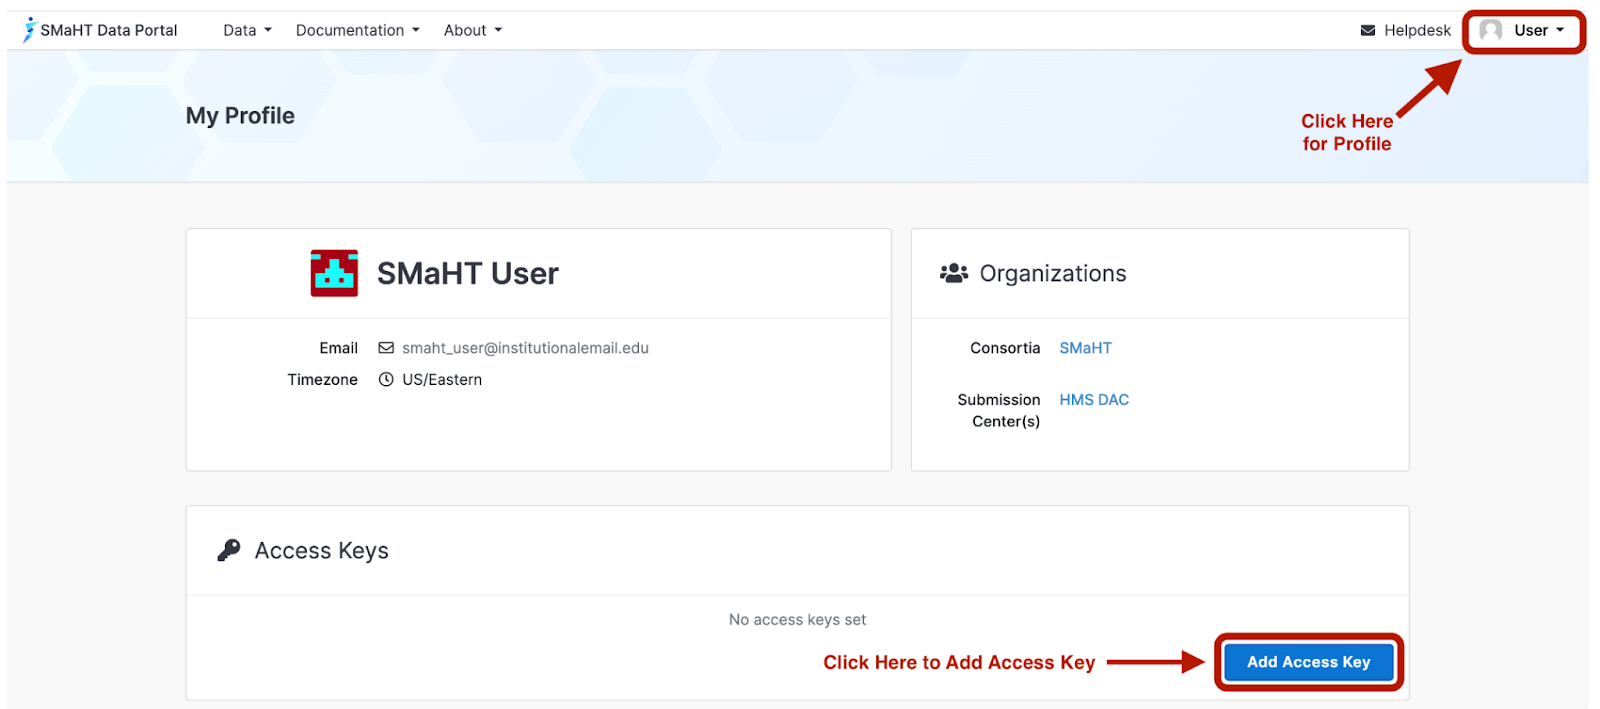 SMaHT Data Portal
Data
Documentation
About
Helpdesk
User
My Profile
Click Here
for Profile
SMaHT User
Email
smaht_user@institutionalemail.edu
Timezone
US/Eastern
Organizations
Consortia
SMaHT
Submission
Center(s)
HMS DAC
Access Keys
No access keys set
Click Here to Add Access Key
Add Access Key